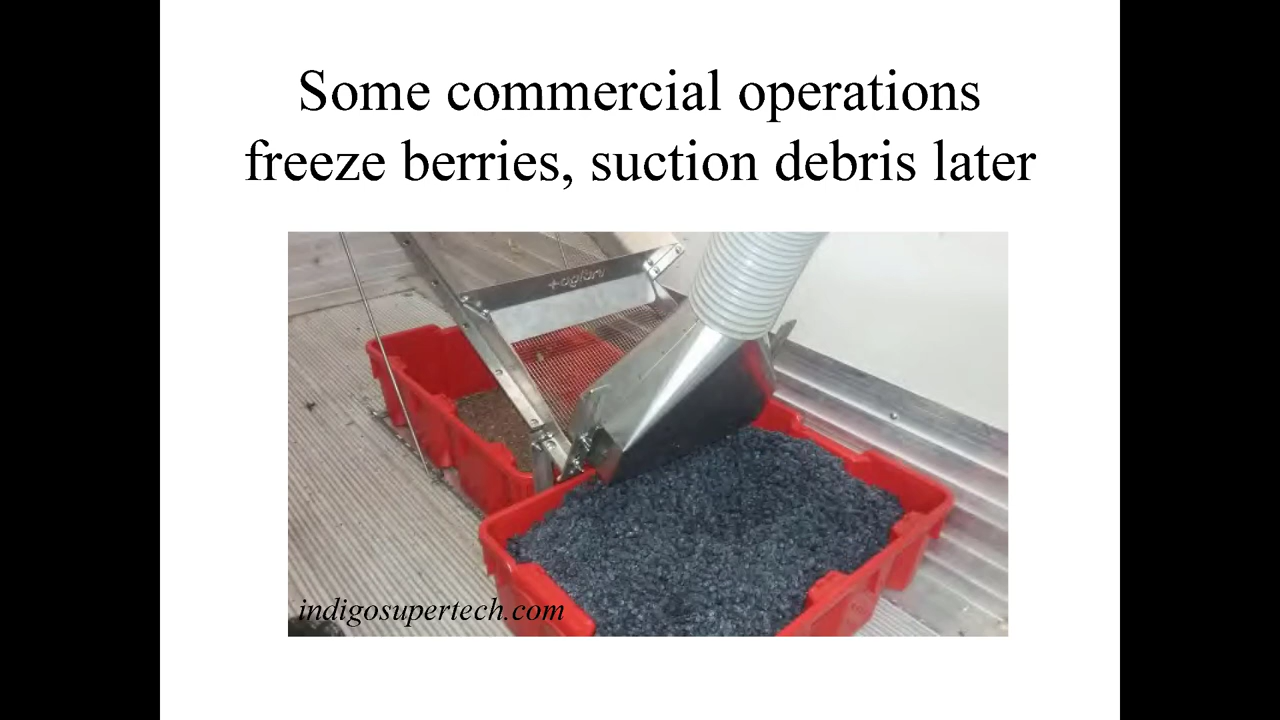 Some commercial operations
freeze berries, suction debris later
indigosupertech.com